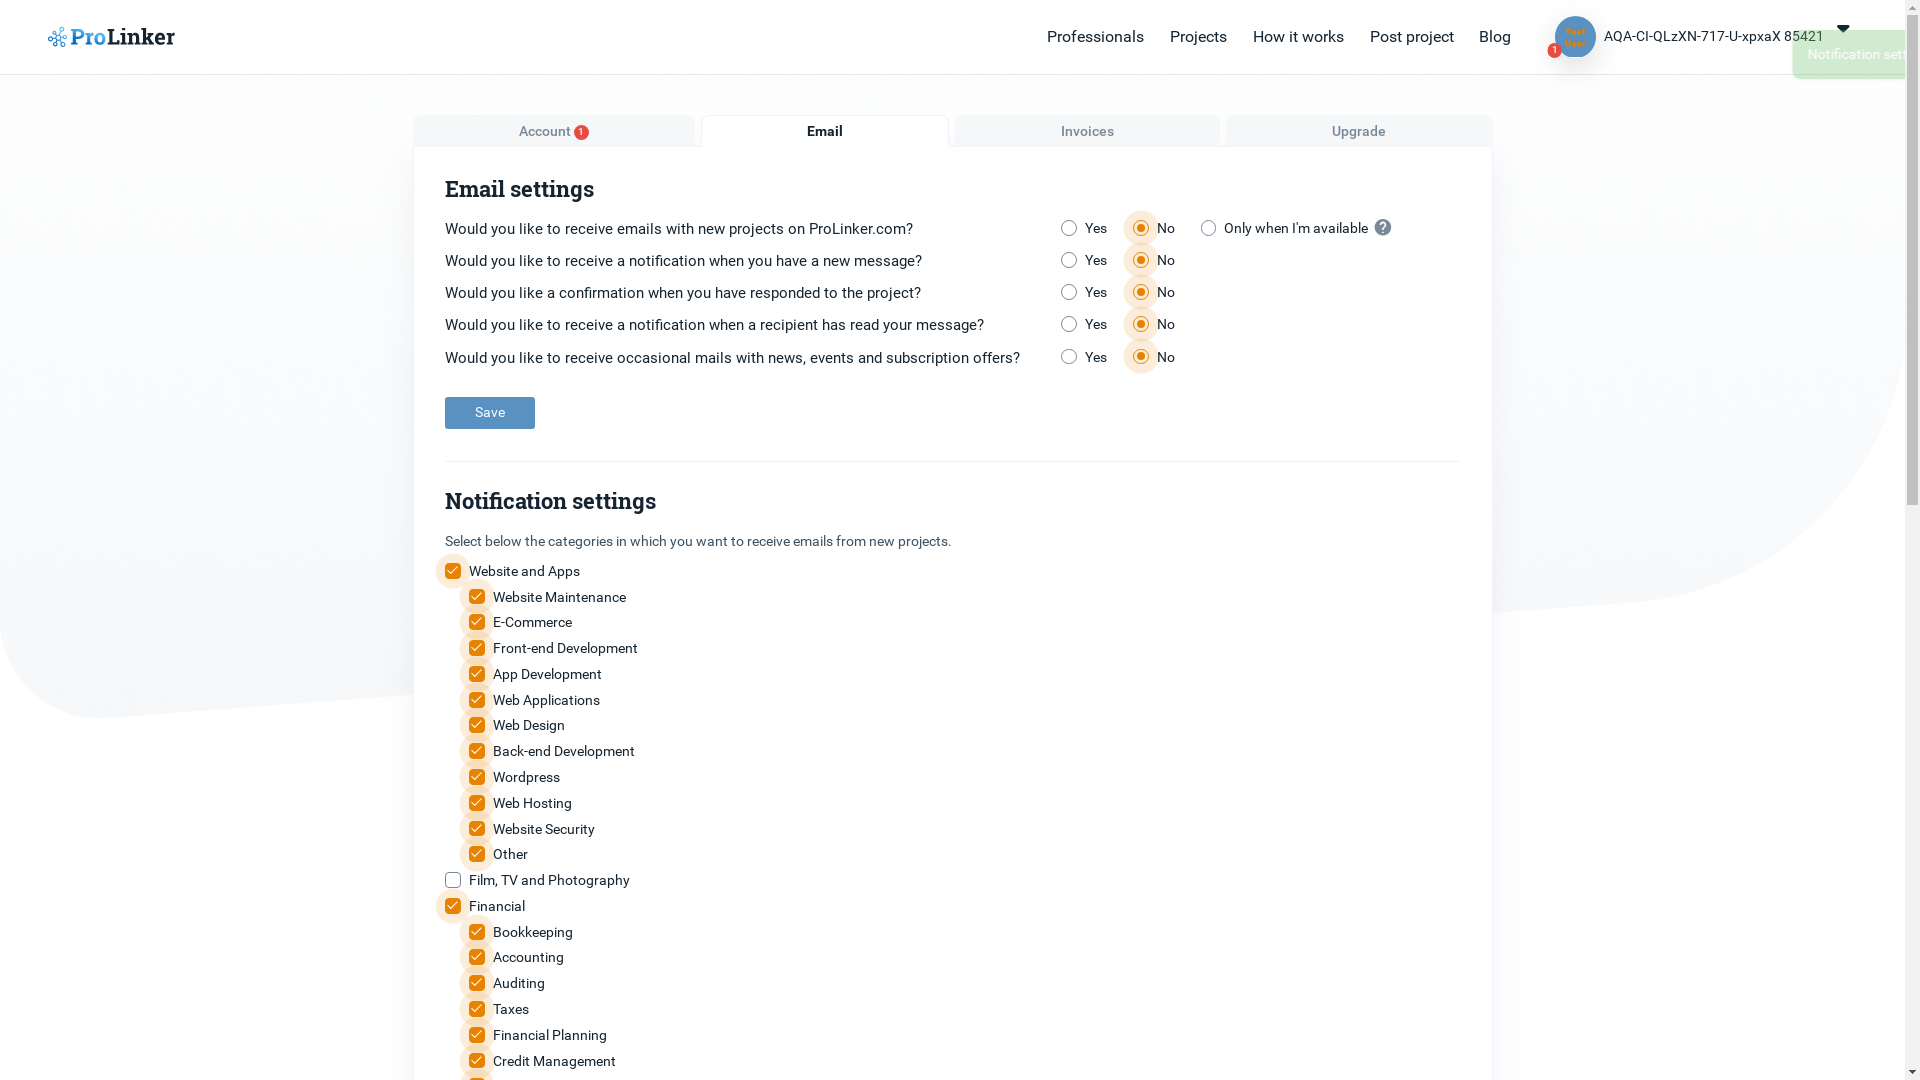 ProLinker
Professionals Projects How it works Post project Blog
1
AQA-CI-QLzXN-717-U-xpxaX 85421
Notification sett
Account 1
Email
Invoices
Upgrade
Email settings
Would you like to receive emails with new projects on ProLinker.com? Yes No Only when I'm available ?
Would you like to receive a notification when you have a new message? Yes No
Would you like a confirmation when you have responded to the project? Yes No
Would you like to receive a notification when a recipient has read your message? Yes No
Would you like to receive occasional mails with news, events and subscription offers? Yes No
Save
Notification settings
Select below the categories in which you want to receive emails from new projects.
Website and Apps
Website Maintenance
E-Commerce
Front-end Development
App Development
Web Applications
Web Design
Back-end Development
Wordpress
Web Hosting
Website Security
Other
Film, TV and Photography
Financial
Bookkeeping
Accounting
Auditing
Taxes
Financial Planning
Credit Management